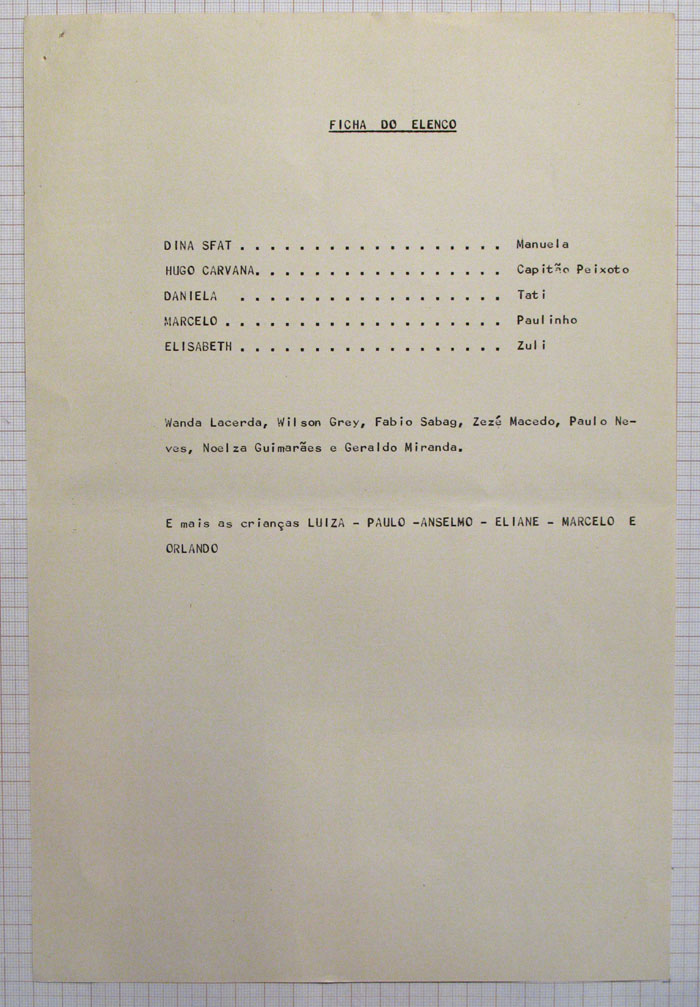 FICHA DO ELENCO
DINA SFAT . . . . . . . . . . . . . . . . . . Manuela
HUGO CARVANA. . . . . . . . . . . . . . . . . Capitão Peixoto
DANIELA . . . . . . . . . . . . . . . . . . Tati
MARCELO . . . . . . . . . . . . . . . . . . . Paulinho
ELISABETH . . . . . . . . . . . . . . . . . . Zuli
Wanda Lacerda, Wilson Grey, Fabio Sabag, Zezé Macedo, Paulo Ne-
ves, Noelza Guimarães e Geraldo Miranda.
E mais as crianças LUIZA - PAULO -ANSELMO - ELIANE - MARCELO E
ORLANDO